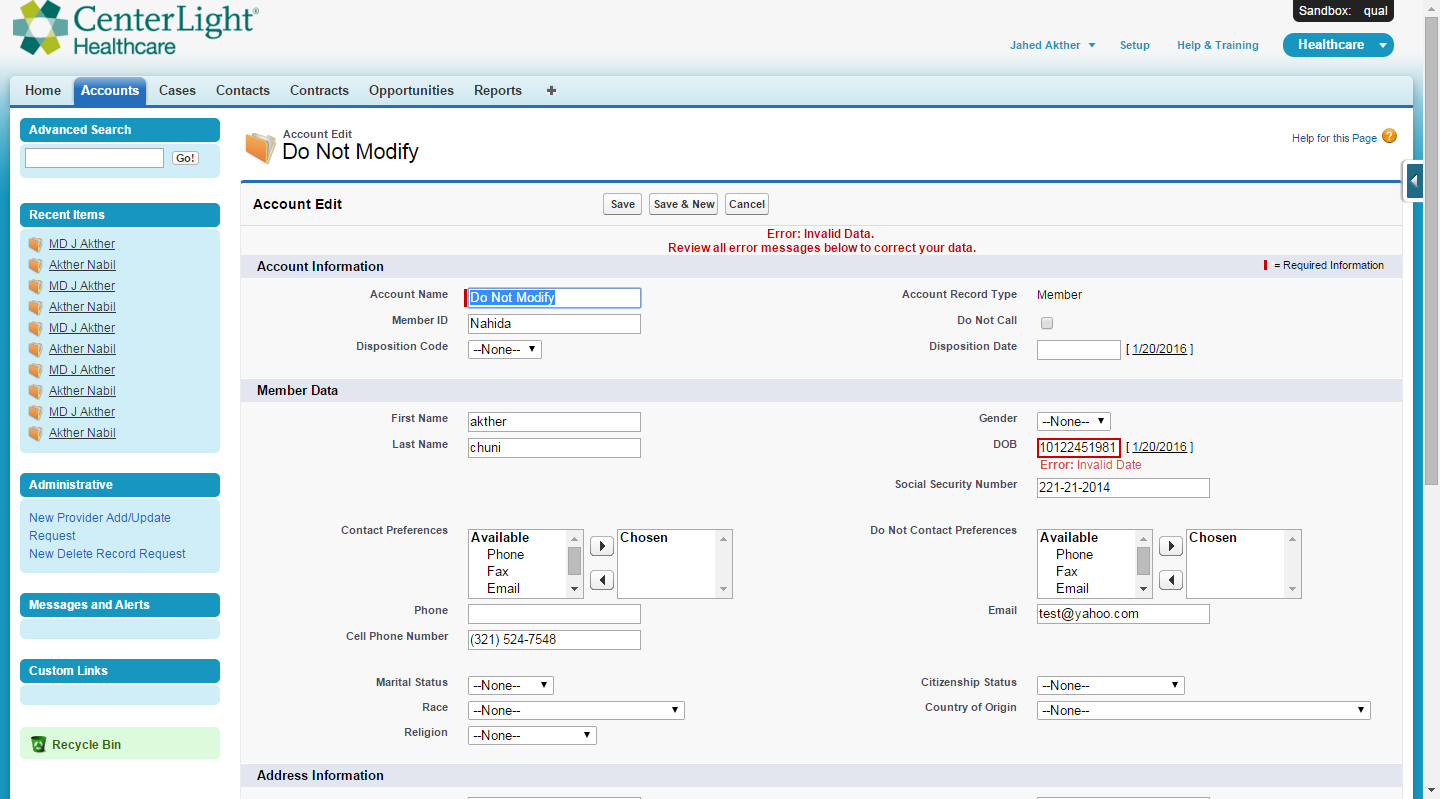 CenterLight®
Healthcare
Sandbox: qual
Jahed Akther
Setup
Help & Training
Healthcare
Home
Accounts
Cases
Contacts
Contracts
Opportunities
Reports
+
Advanced Search
Go!
Recent Items
MD J Akther
Akther Nabil
MD J Akther
Akther Nabil
MD J Akther
Akther Nabil
MD J Akther
Akther Nabil
MD J Akther
Akther Nabil
Administrative
New Provider Add/Update
Request
New Delete Record Request
Messages and Alerts
Custom Links
Recycle Bin
Account Edit
Do Not Modify
Help for this Page ?
Account Edit
Save
Save & New
Cancel
Error: Invalid Data.
Review all error messages below to correct your data.
Account Information
= Required Information
Account Name Do Not Modify
Account Record Type Member
Member ID Nahida
Do Not Call
Disposition Code --None--
Disposition Date [ 1/20/2016 ]
Member Data
First Name akther
Gender --None--
Last Name chuni
DOB 10122451981 [ 1/20/2016 ]
Error: Invalid Date
Social Security Number 221-21-2014
Contact Preferences
Available
Phone
Fax
Email
Chosen
Do Not Contact Preferences
Available
Phone
Fax
Email
Chosen
Phone
Email test@yahoo.com
Cell Phone Number (321) 524-7548
Marital Status --None--
Citizenship Status --None--
Race --None--
Country of Origin --None--
Religion --None--
Address Information